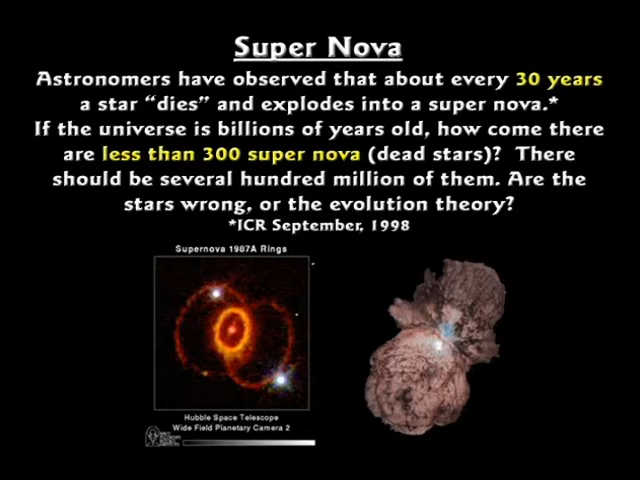 Super Nova
Astronomers have observed that about every 30 years
a star “dies” and explodes into a super nova.*
If the universe is billions of years old, how come there
are less than 300 super nova (dead stars)? There
should be several hundred million of them. Are the
stars wrong, or the evolution theory?
*ICR September, 1998
Supernova 1987A Rings
Hubble Space Telescope
Wide Field Planetary Camera 2